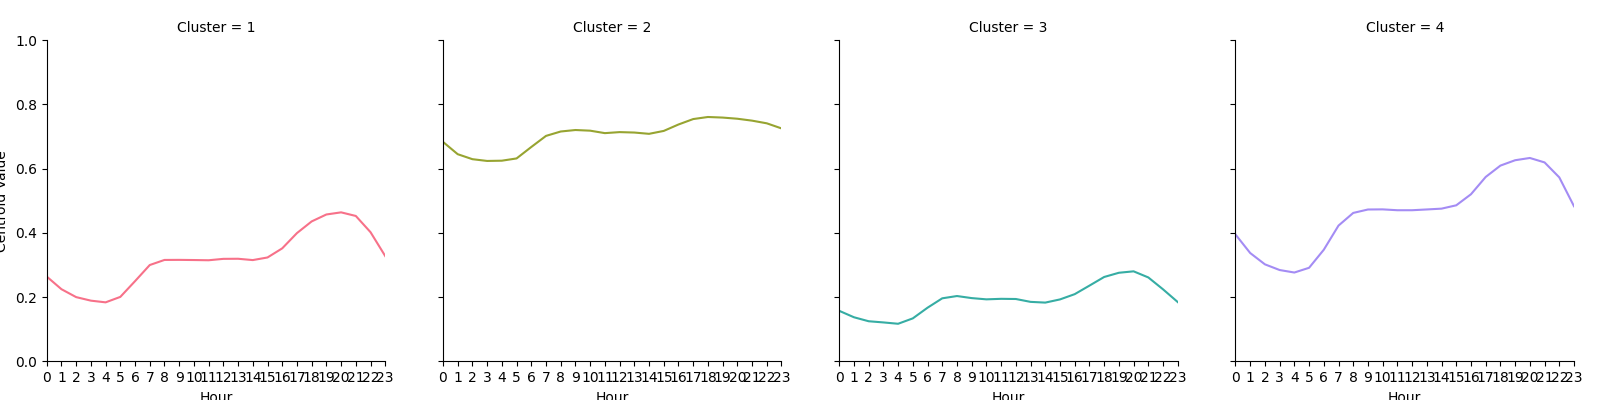 Cluster = 1
Cluster = 2
Cluster = 3
Cluster = 4
1.0
0.8
0.6
0.4
0.2
0.0
Centroid Value
0 1 2 3 4 5 6 7 8 9 10 11 12 13 14 15 16 17 18 19 20 21 22 23
0 1 2 3 4 5 6 7 8 9 10 11 12 13 14 15 16 17 18 19 20 21 22 23
0 1 2 3 4 5 6 7 8 9 10 11 12 13 14 15 16 17 18 19 20 21 22 23
0 1 2 3 4 5 6 7 8 9 10 11 12 13 14 15 16 17 18 19 20 21 22 23
Hour
Hour
Hour
Hour